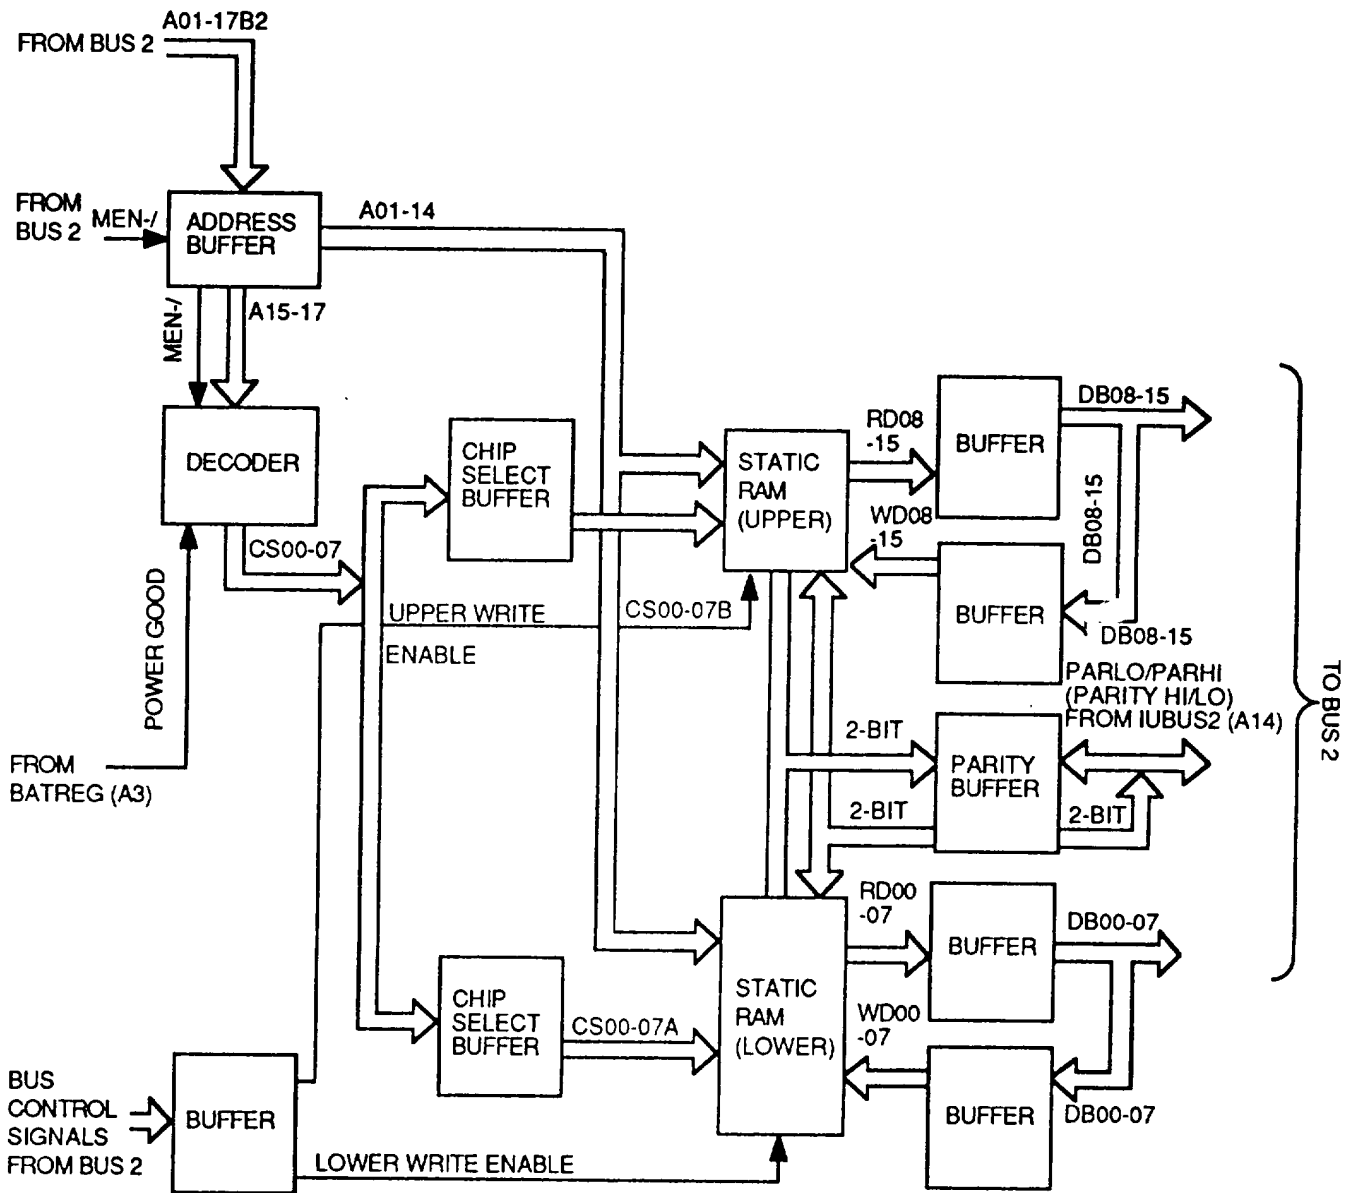 A01-17B2
FROM BUS 2
FROM
BUS 2
MEN-/
ADDRESS
BUFFER
A01-14
MEN-/
A15-17
DECODER
CS00-07
POWER GOOD
FROM
BATREG (A3)
CHIP
SELECT
BUFFER
UPPER WRITE
ENABLE
CS00-07B
STATIC
RAM
(UPPER)
RD08
-15
WD08
-15
BUFFER
DB08-15
DB08-15
BUFFER
DB08-15
PARLO/PARHI
(PARITY HI/LO)
FROM IUBUS2 (A14)
TO BUS 2
2-BIT
PARITY
BUFFER
2-BIT
2-BIT
CHIP
SELECT
BUFFER
CS00-07A
STATIC
RAM
(LOWER)
RD00
-07
WD00
-07
BUFFER
DB00-07
BUFFER
DB00-07
BUS
CONTROL
SIGNALS
FROM BUS 2
BUFFER
LOWER WRITE ENABLE